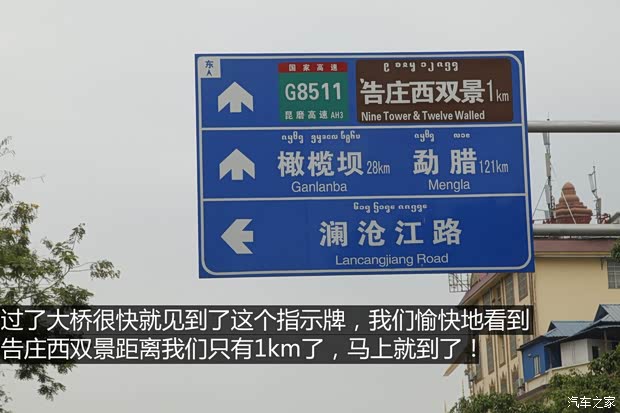 东
国家高速
G8511
昆磨高速 AH3
告庄西双景 1km
Nine Tower & Twelve Walled
橄榄坝 28km 勐腊 121km
Ganlanba Mengla
澜沧江路
Lancangjiang Road
过了大桥很快就见到了这个指示牌，我们愉快地看到
告庄西双景距离我们只有1km了，马上就到了！
汽车之家